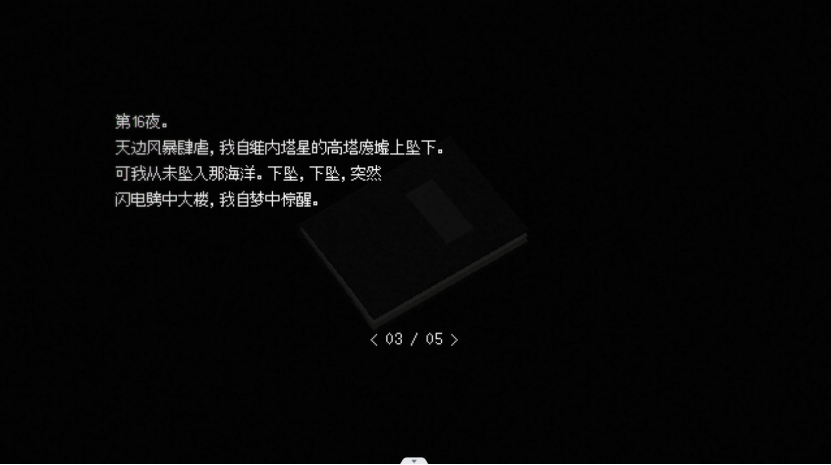 第16夜。
天边风暴肆虐，我自维内塔星的高塔废墟上坠下。
可我从未坠入那海洋。下坠，下坠，突然
闪电劈中大楼，我自梦中惊醒。
< 03 / 05 >